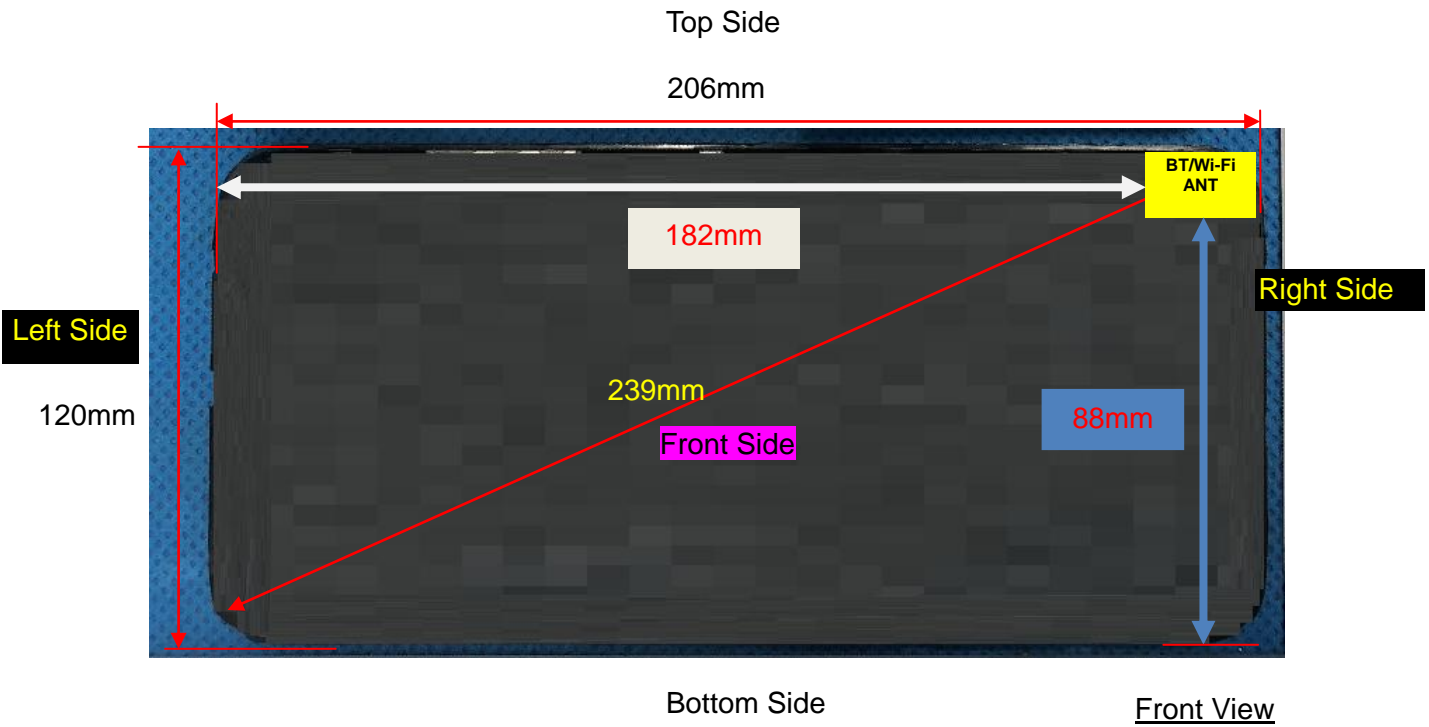 Top Side
206mm
BT/Wi-Fi
ANT
182mm
Right Side
Left Side
239mm
120mm
88mm
Front Side
Bottom Side
Front View